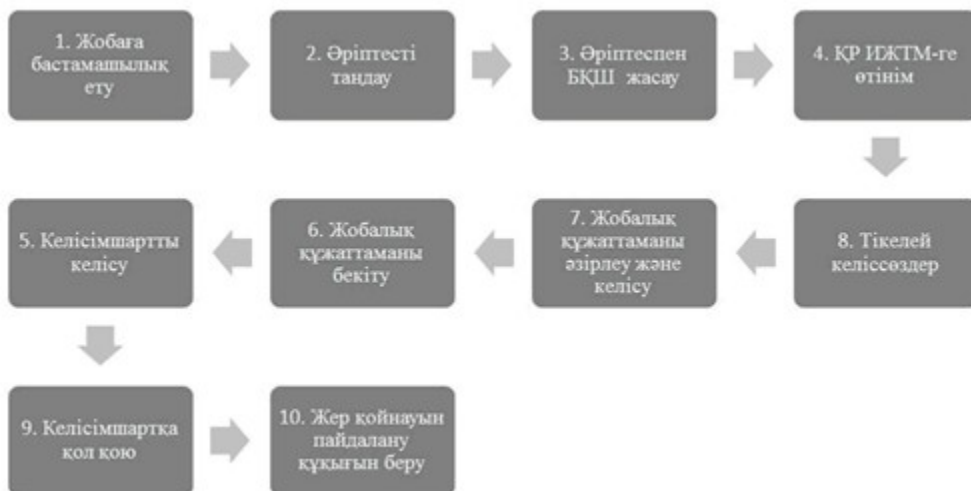 1. Жобаға
бастамашылық
ету
2. Әріптесті
таңдау
3. Әріптеспен
БҚШ жасау
4. ҚР ИЖТМ-ге
өтінім
5. Келісімшартты
келісу
6. Жобалық
құжаттаманы
бекіту
7. Жобалық
құжаттаманы
әзірлеу және
келісу
8. Тікелей
келіссөздер
9. Келісімшартқа
қол қою
10. Жер қойнауын
пайдалану
құқығын беру